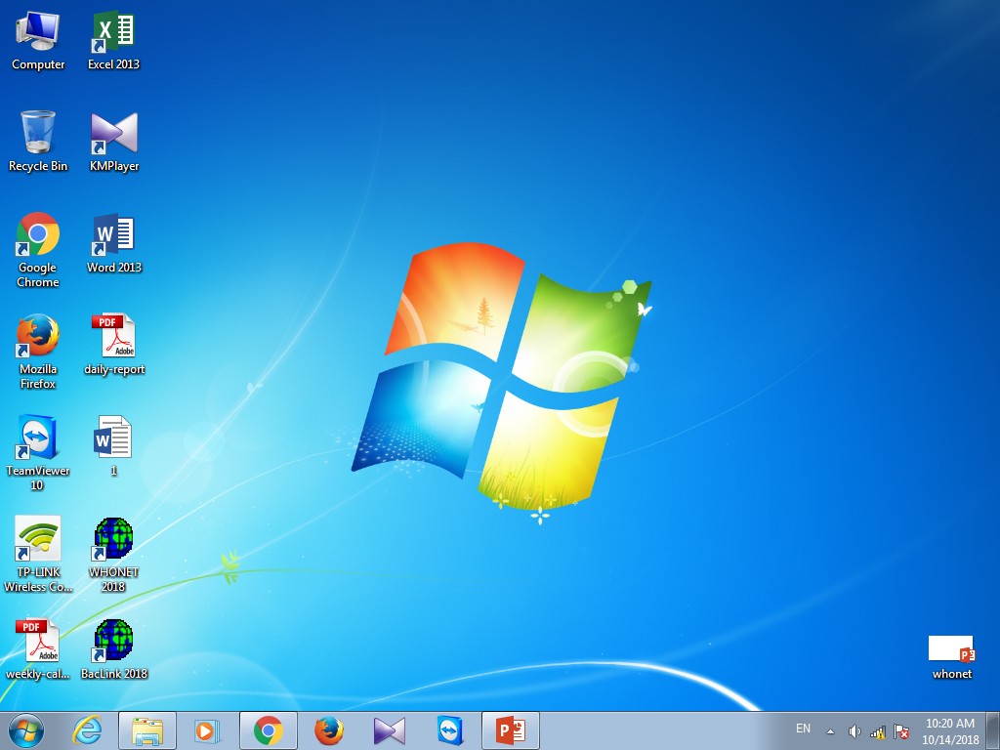 Computer
Excel 2013
Recycle Bin
KMPlayer
Google
Chrome
Word 2013
Mozilla
Firefox
PDF
Adobe
daily-report
TeamViewer
10
W
1
TP-LINK
Wireless Co...
WHONET
2018
PDF
Adobe
weekly-cal...
BacLink 2018
P
whonet
EN
10:20 AM
10/14/2018